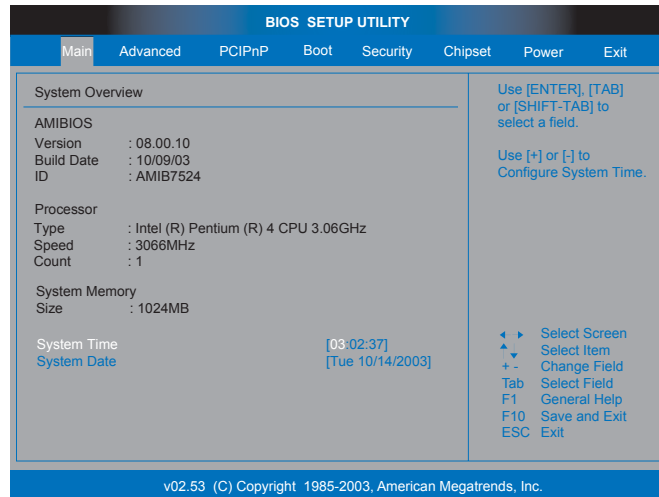 BIOS SETUP UTILITY
Main Advanced PCIPnP Boot Security Chipset Power Exit
System Overview
AMIBIOS
Version : 08.00.10
Build Date : 10/09/03
ID : AMIB7524
Processor
Type : Intel (R) Pentium (R) 4 CPU 3.06GHz
Speed : 3066MHz
Count : 1
System Memory
Size : 1024MB
System Time [03:02:37]
System Date [Tue 10/14/2003]
Use [ENTER], [TAB]
or [SHIFT-TAB] to
select a field.
Use [+] or [-] to
Configure System Time.
Select Screen
Select Item
+ - Change Field
Tab Select Field
F1 General Help
F10 Save and Exit
ESC Exit
v02.53 (C) Copyright 1985-2003, American Megatrends, Inc.